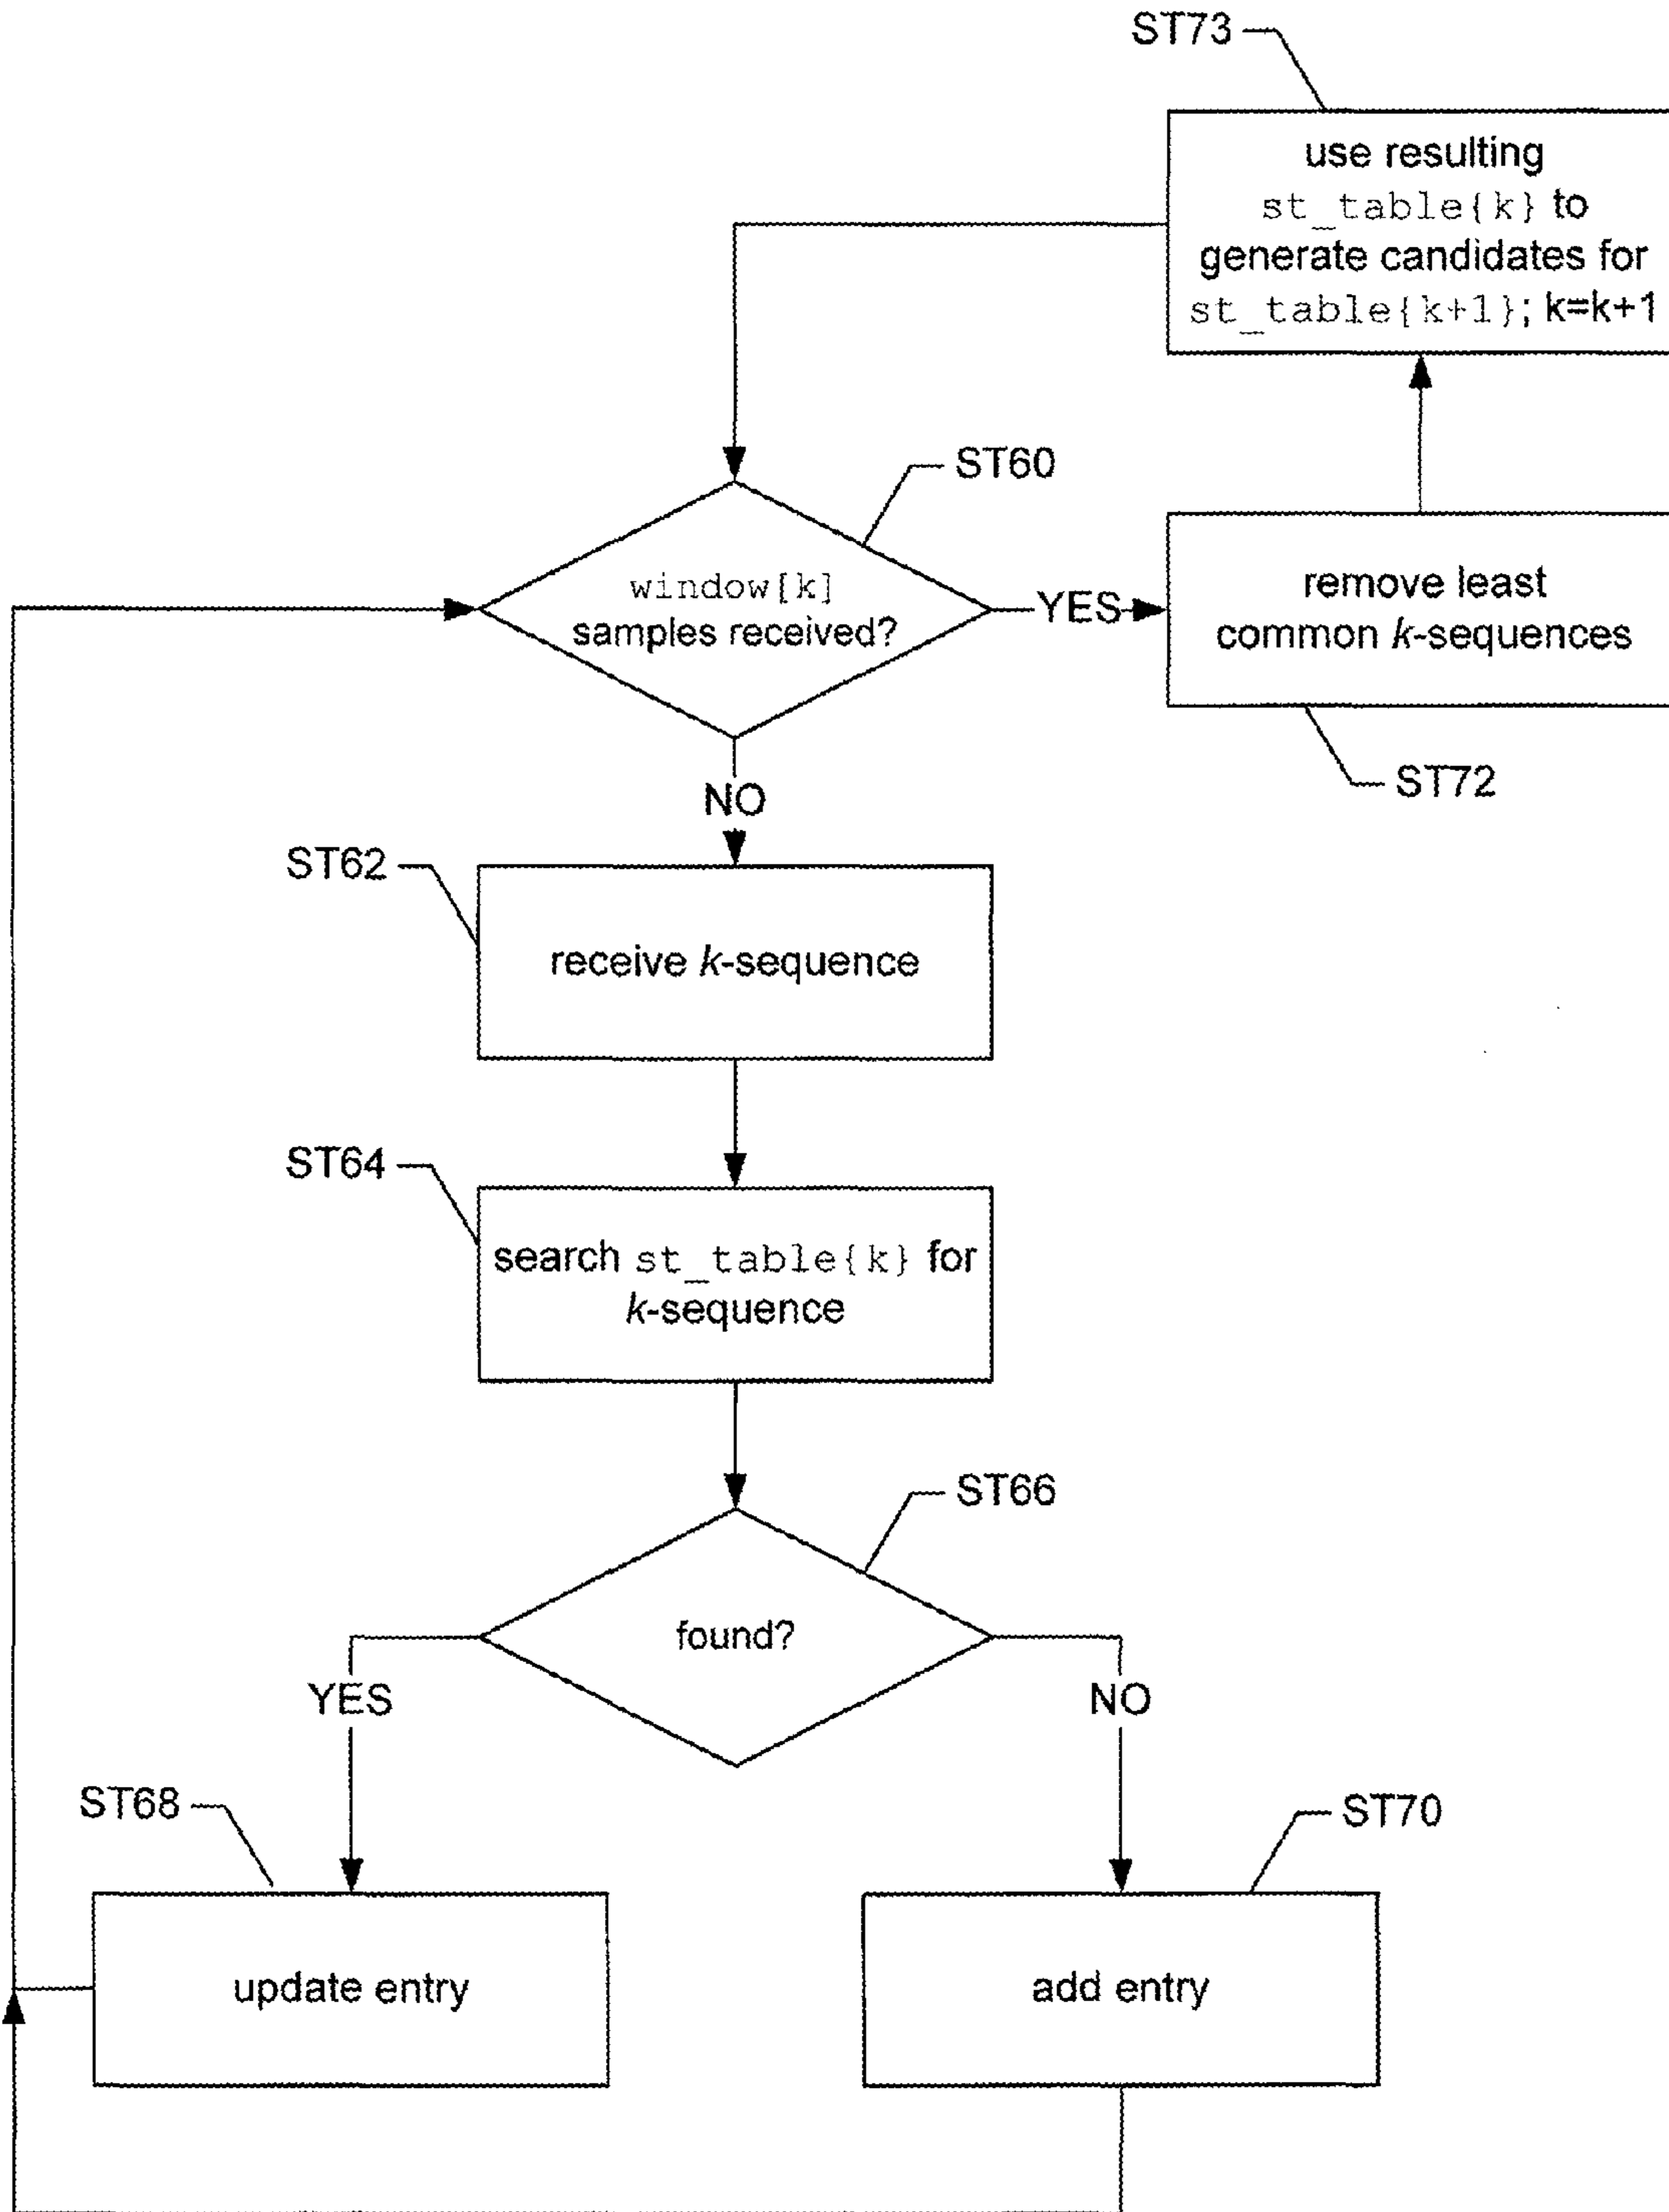 ST73
use resulting
st_table{k} to
generate candidates for
st_table{k+1}; k=k+1
ST60
window[k]
samples received?
YES
remove least
common k-sequences
ST72
NO
ST62
receive k-sequence
ST64
search st_table{k} for
k-sequence
ST66
found?
YES
NO
ST68
ST70
update entry
add entry